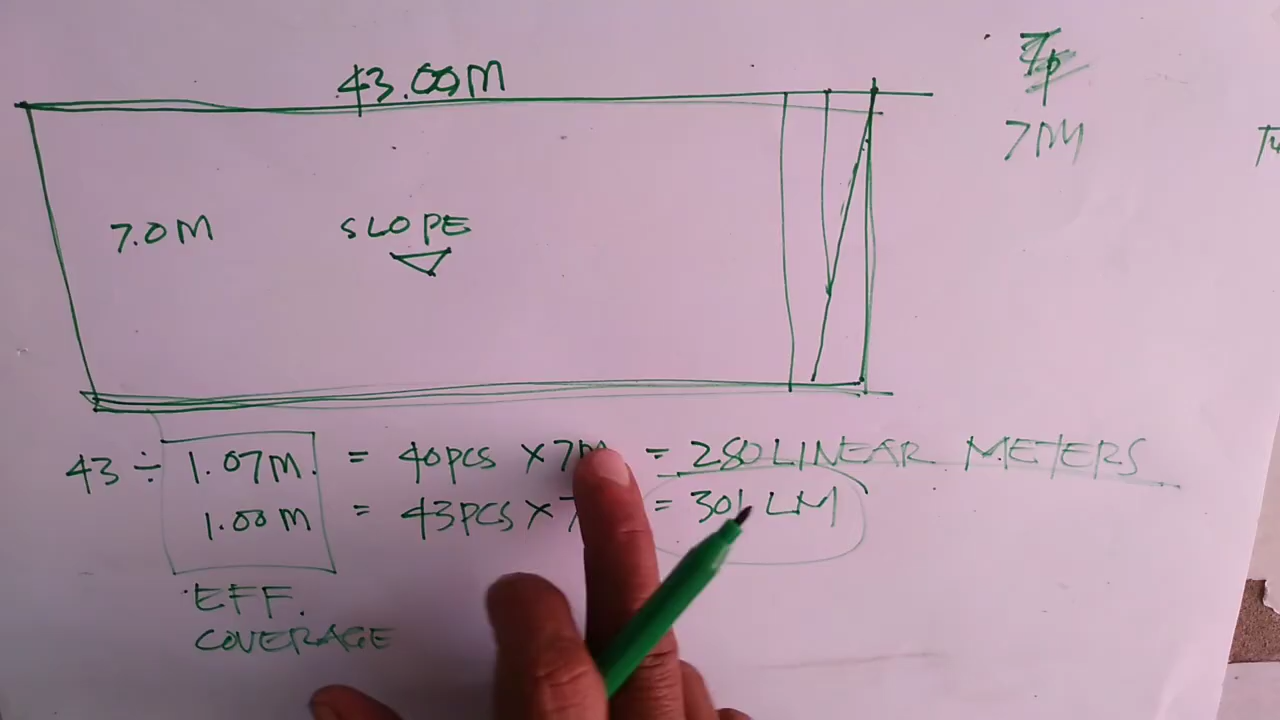 43.00M
7M
7.0M
SLOPE
43 ÷ 1.07M. = 40PCS × 7M = 280 LINEAR METERS
1.00M = 43PCS × 7 = 301 LM
EFF.
COVERAGE